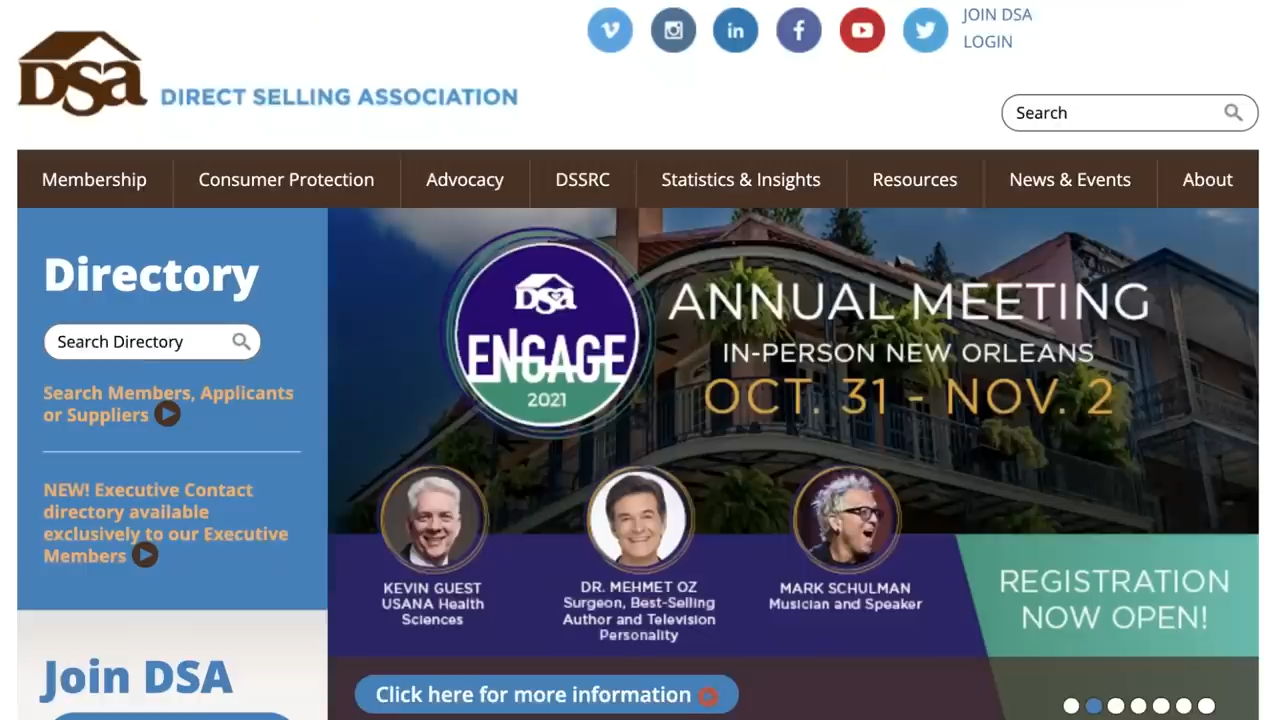 JOIN DSA
LOGIN
DSa
DIRECT SELLING ASSOCIATION
Search
Membership
Consumer Protection
Advocacy
DSSRC
Statistics & Insights
Resources
News & Events
About
Directory
Search Directory
Search Members, Applicants
or Suppliers
NEW! Executive Contact
directory available
exclusively to our Executive
Members
Join DSA
DSa
ENGAGE
2021
ANNUAL MEETING
IN-PERSON NEW ORLEANS
OCT. 31 - NOV. 2
KEVIN GUEST
USANA Health
Sciences
DR. MEHMET OZ
Surgeon, Best-Selling
Author and Television
Personality
MARK SCHULMAN
Musician and Speaker
REGISTRATION
NOW OPEN!
Click here for more information